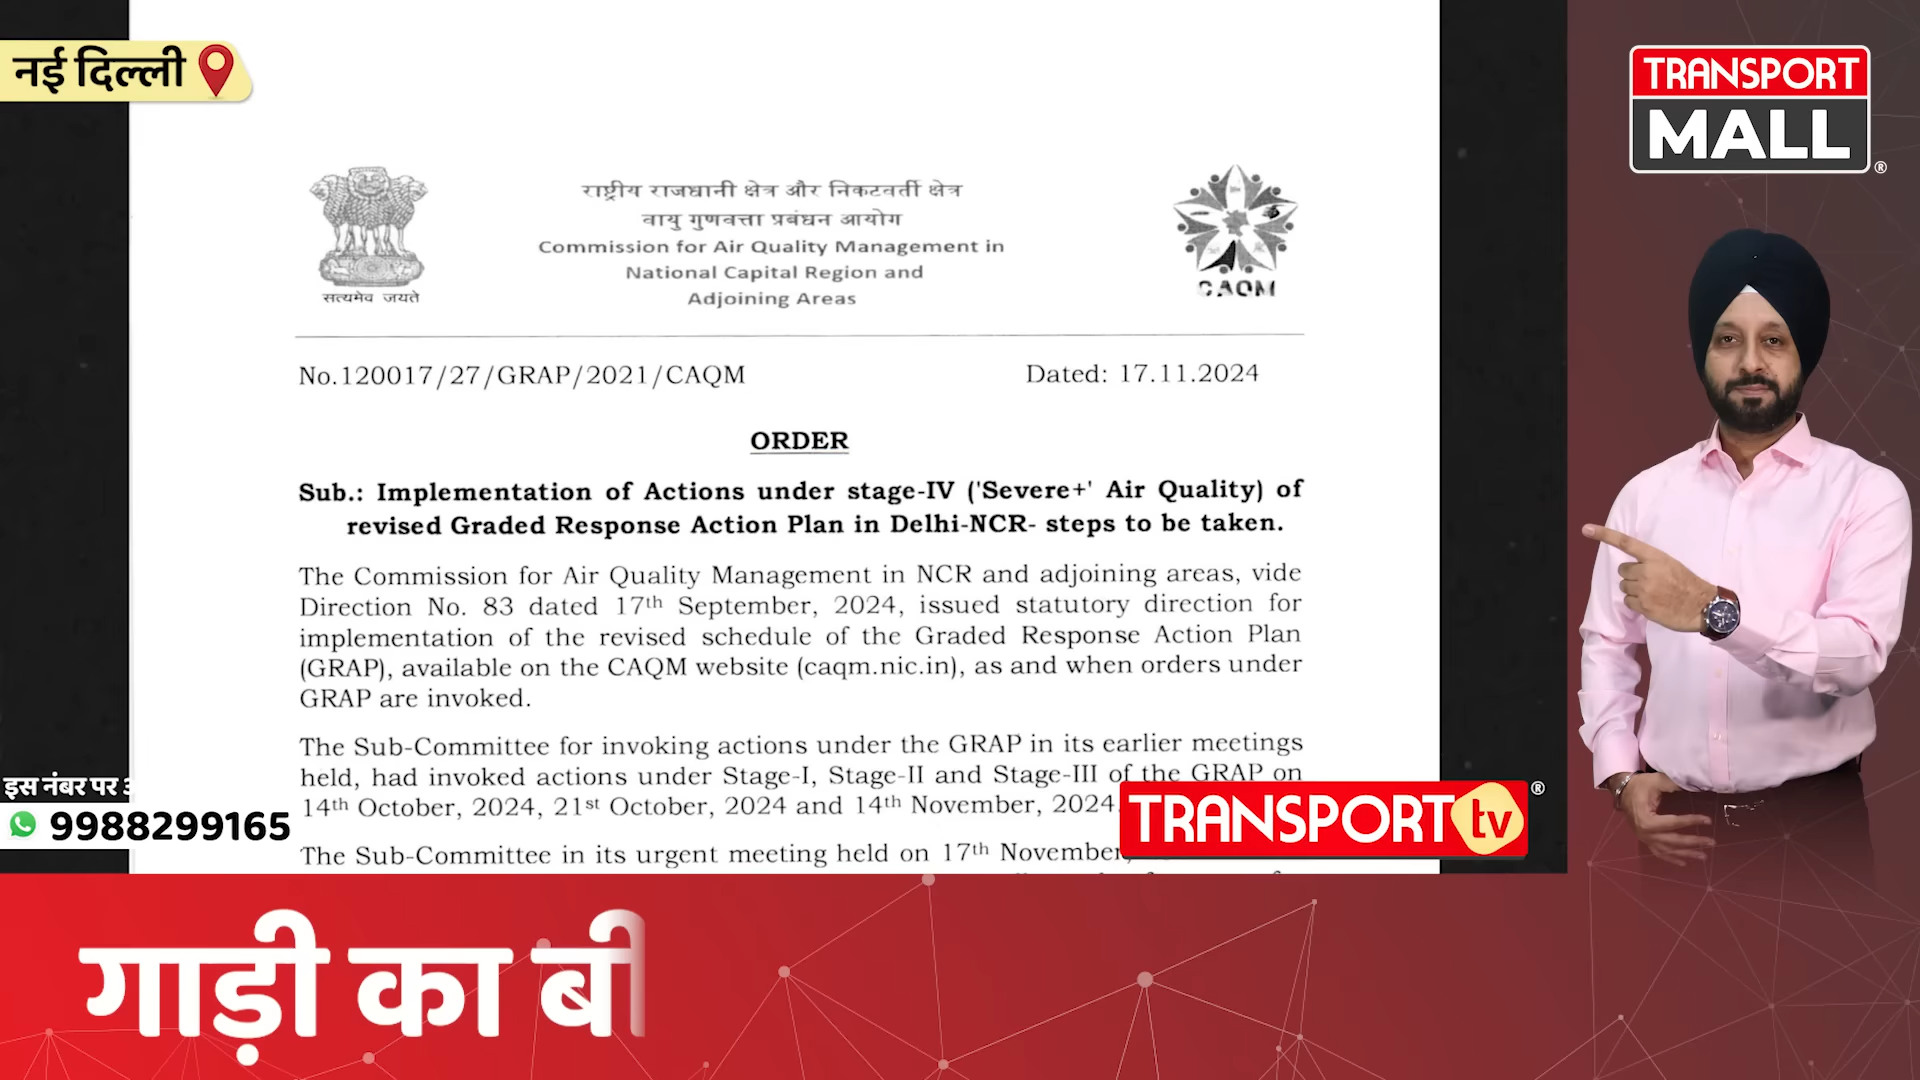 नई दिल्ली
TRANSPORT
MALL
®
राष्ट्रीय राजधानी क्षेत्र और निकटवर्ती क्षेत्र
वायु गुणवत्ता प्रबंधन आयोग
Commission for Air Quality Management in
National Capital Region and
Adjoining Areas
सत्यमेव जयते
CAQM
No.120017/27/GRAP/2021/CAQM
Dated: 17.11.2024
ORDER
Sub.: Implementation of Actions under stage-IV ('Severe+' Air Quality) of
revised Graded Response Action Plan in Delhi-NCR- steps to be taken.
The Commission for Air Quality Management in NCR and adjoining areas, vide
Direction No. 83 dated 17th September, 2024, issued statutory direction for
implementation of the revised schedule of the Graded Response Action Plan
(GRAP), available on the CAQM website (caqm.nic.in), as and when orders under
GRAP are invoked.
The Sub-Committee for invoking actions under the GRAP in its earlier meetings
held, had invoked actions under Stage-I, Stage-II and Stage-III of the GRAP on
14th October, 2024, 21st October, 2024 and 14th November, 2024
The Sub-Committee in its urgent meeting held on 17th November,
इस नंबर पर
9988299165
TRANSPORT tv ®
गाड़ी का बी